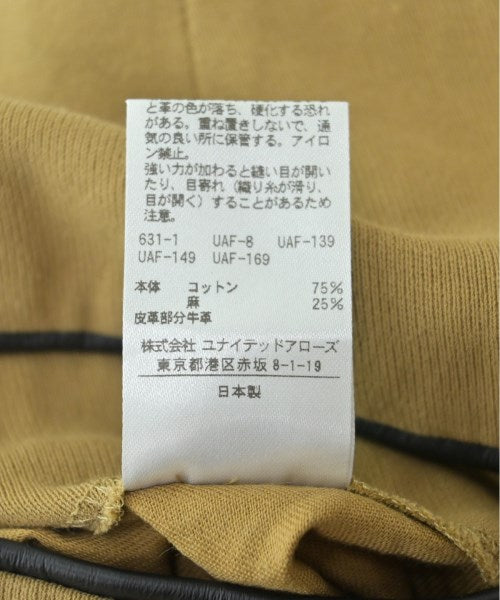 と革の色が落ち、硬化する恐れ
がある。重ね置きしないで、通
気の良い所に保管する。アイロ
ン禁止。
強い力が加わると縫い目が開い
たり、目寄れ（織り糸が滑り、
目が開く）することがあるため
注意。
631-1 UAF-8 UAF-139
UAF-149 UAF-169
本体 コットン 75%
麻 25%
皮革部分牛革
株式会社 ユナイテッドアローズ
東京都港区赤坂 8-1-19
日本製